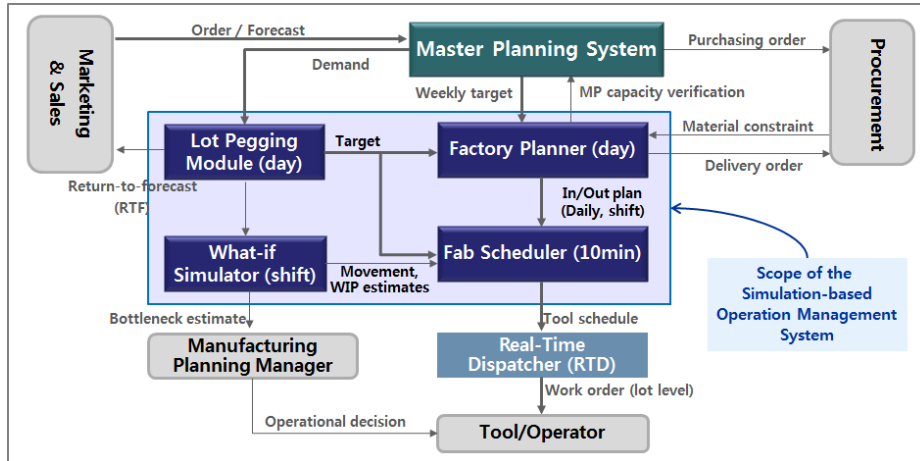 Marketing
& Sales
Order / Forecast
Demand
Master Planning System
Purchasing order
Procurement
Weekly target
MP capacity verification
Material constraint
Delivery order
Lot Pegging
Module (day)
Target
Factory Planner (day)
Return-to-forecast
(RTF)
In/Out plan
(Daily, shift)
What-if
Simulator (shift)
Movement,
WIP estimates
Fab Scheduler (10min)
Scope of the
Simulation-based
Operation Management
System
Bottleneck estimate
Tool schedule
Manufacturing
Planning Manager
Real-Time
Dispatcher (RTD)
Work order (lot level)
Operational decision
Tool/Operator